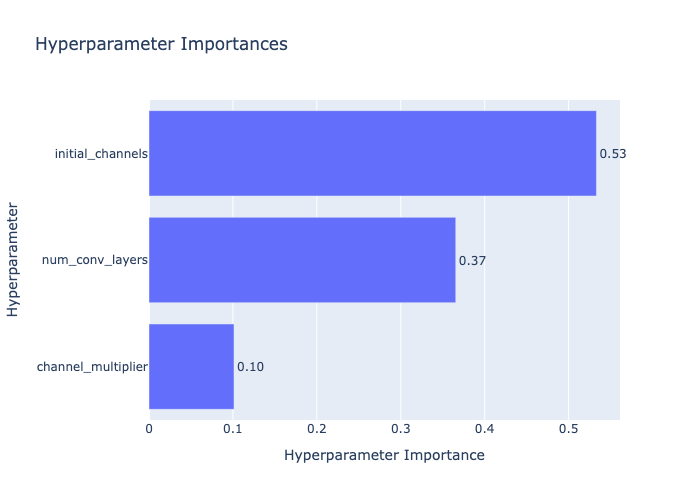 Hyperparameter Importances
Hyperparameter
initial_channels
0.53
num_conv_layers
0.37
channel_multiplier
0.10
0 0.1 0.2 0.3 0.4 0.5
Hyperparameter Importance